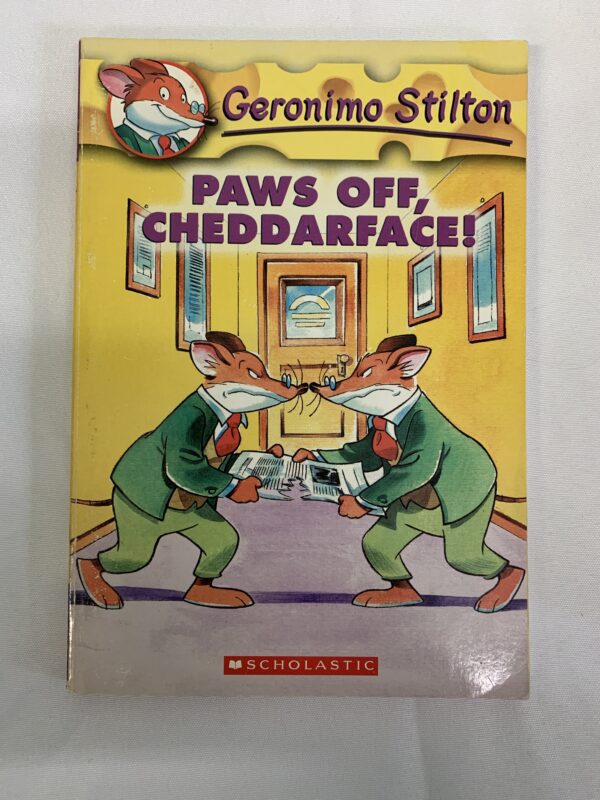 Geronimo Stilton
PAWS OFF,
CHEDDARFACE!
SCHOLASTIC